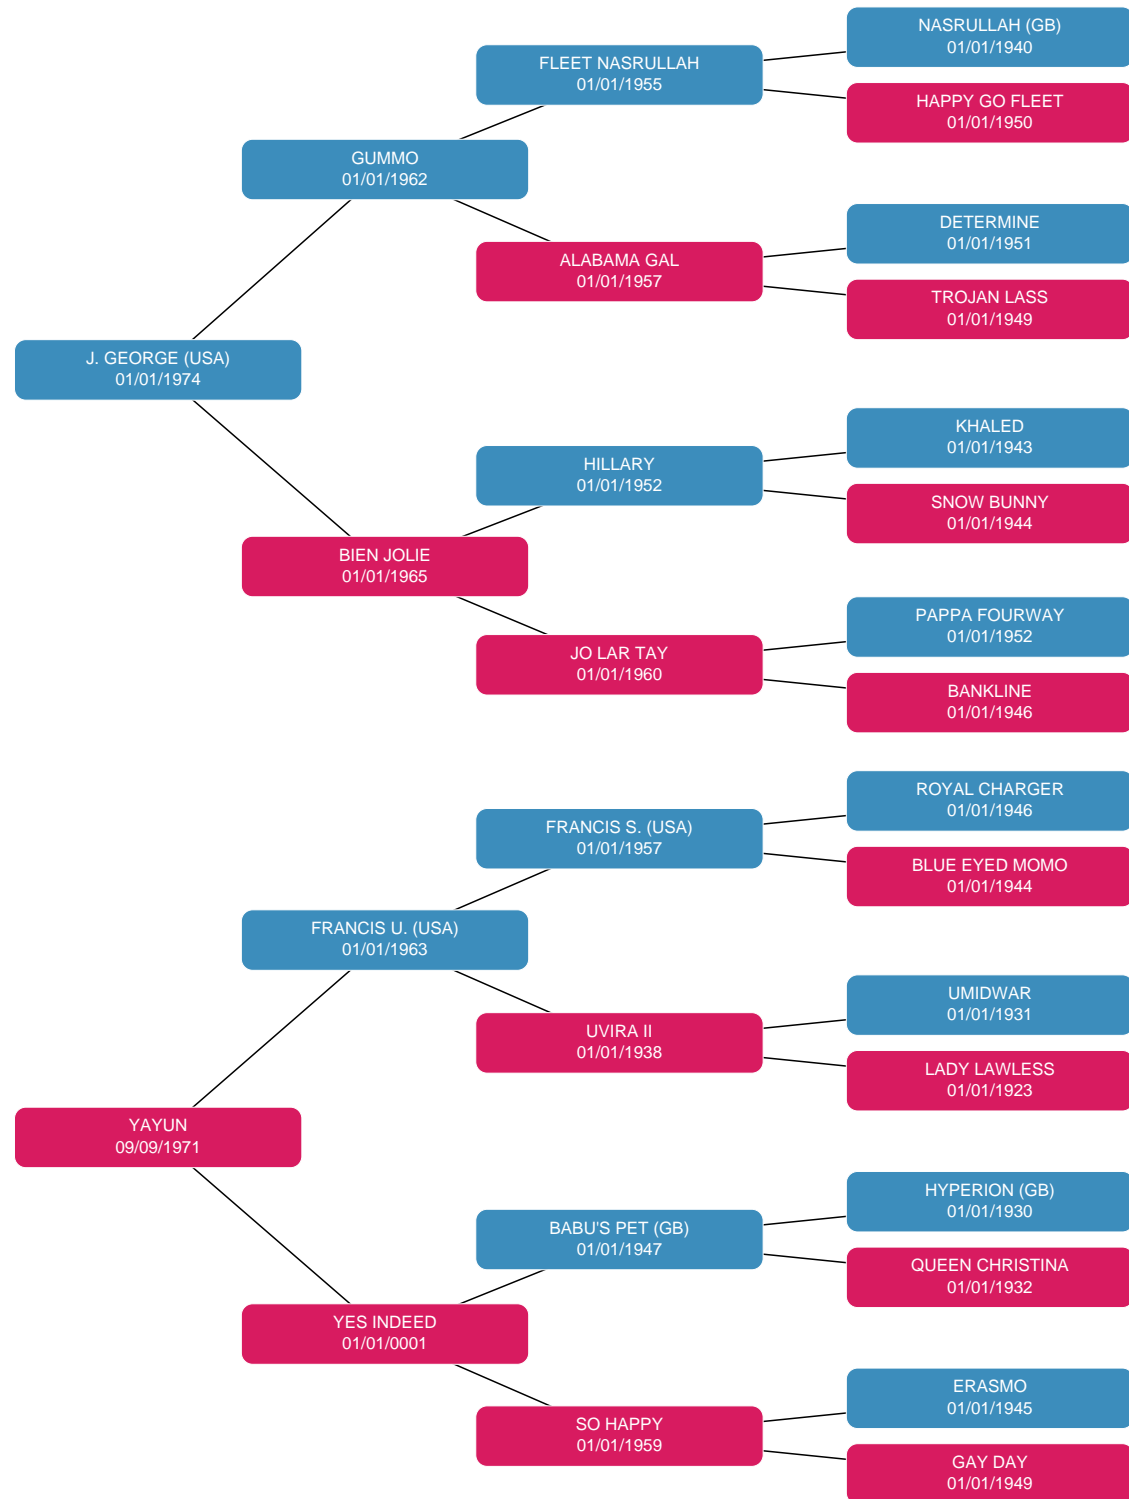 NASRULLAH (GB)
01/01/1940
FLEET NASRULLAH
01/01/1955
HAPPY GO FLEET
01/01/1950
GUMMO
01/01/1962
DETERMINE
01/01/1951
ALABAMA GAL
01/01/1957
TROJAN LASS
01/01/1949
J. GEORGE (USA)
01/01/1974
KHALED
01/01/1943
HILLARY
01/01/1952
SNOW BUNNY
01/01/1944
BIEN JOLIE
01/01/1965
PAPPA FOURWAY
01/01/1952
JO LAR TAY
01/01/1960
BANKLINE
01/01/1946
ROYAL CHARGER
01/01/1946
FRANCIS S. (USA)
01/01/1957
BLUE EYED MOMO
01/01/1944
FRANCIS U. (USA)
01/01/1963
UMIDWAR
01/01/1931
UVIRA II
01/01/1938
LADY LAWLESS
01/01/1923
YAYUN
09/09/1971
HYPERION (GB)
01/01/1930
BABU'S PET (GB)
01/01/1947
QUEEN CHRISTINA
01/01/1932
YES INDEED
01/01/0001
ERASMO
01/01/1945
SO HAPPY
01/01/1959
GAY DAY
01/01/1949